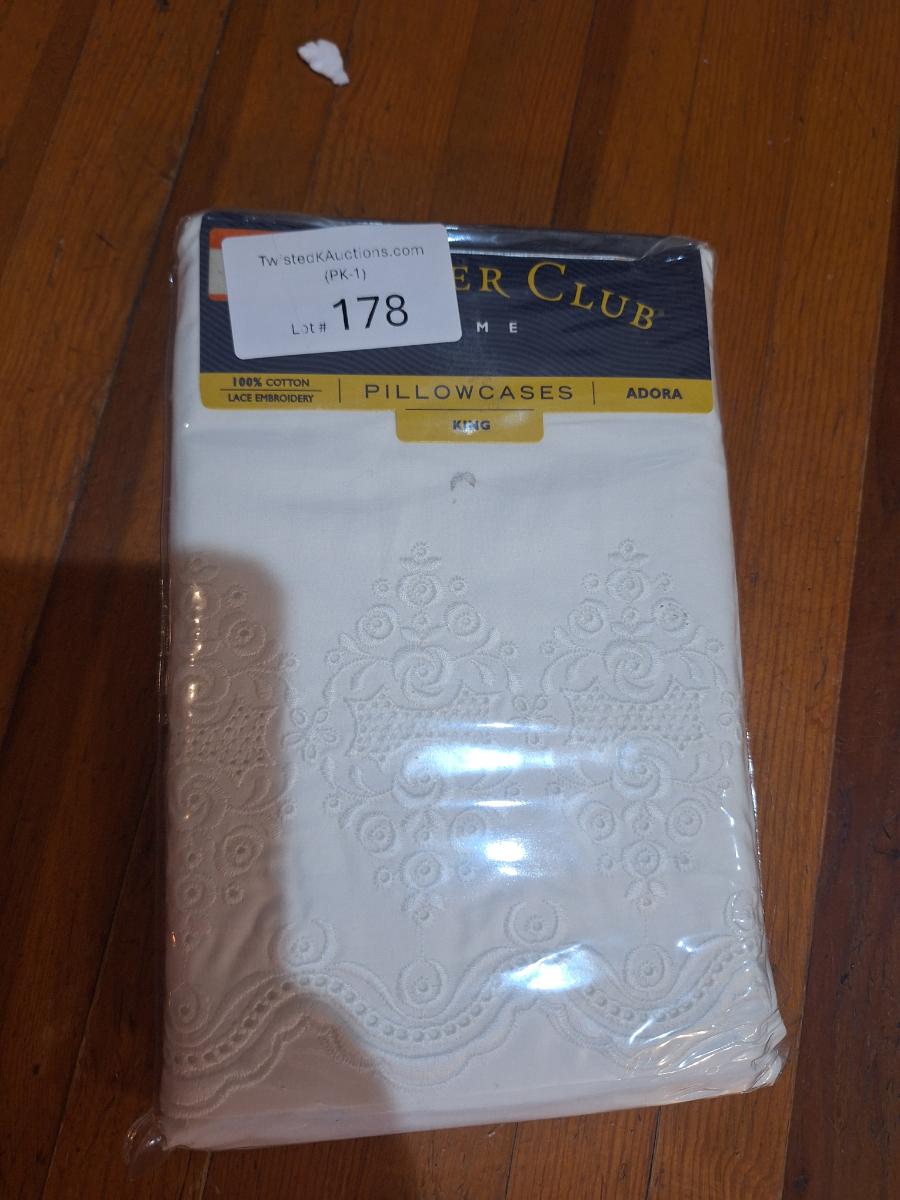 TwistedKAuctions.com
(PK-1)
Lot # 178
ER CLUB
M E
100% COTTON
LACE EMBROIDERY
PILLOWCASES
ADORA
KING